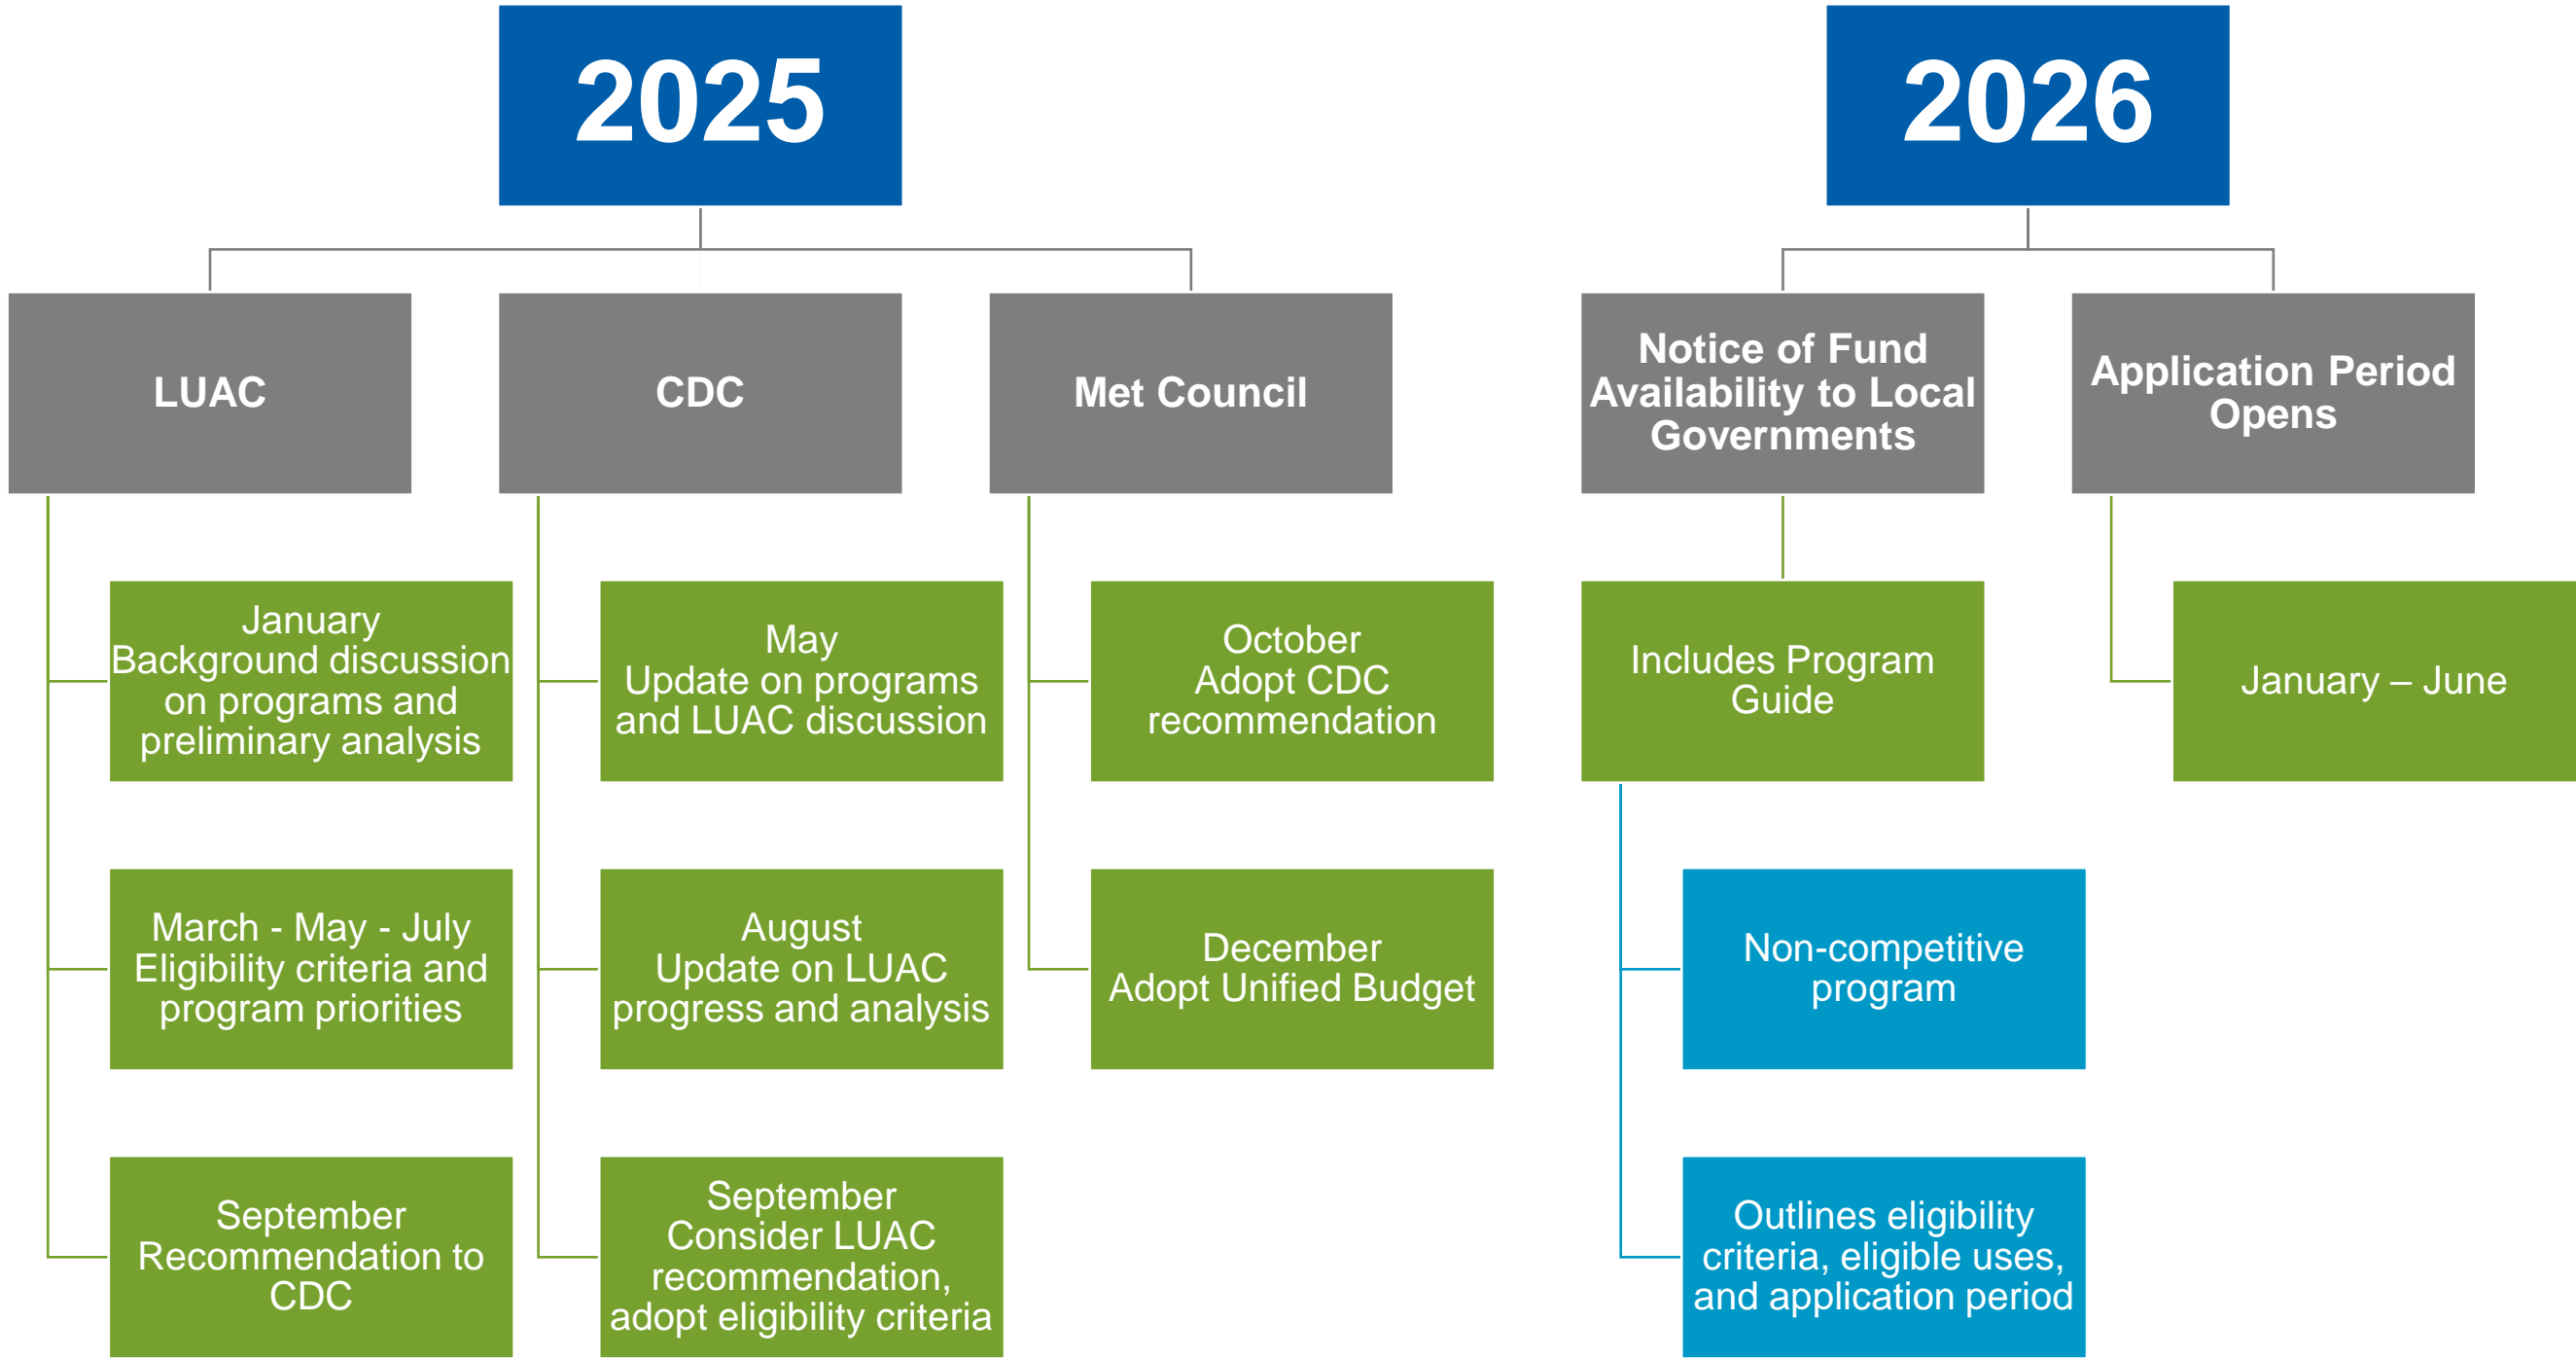 2025
LUAC
January
Background discussion
on programs and
preliminary analysis
March - May - July
Eligibility criteria and
program priorities
September
Recommendation to
CDC
CDC
May
Update on programs
and LUAC discussion
August
Update on LUAC
progress and analysis
September
Consider LUAC
recommendation,
adopt eligibility criteria
Met Council
October
Adopt CDC
recommendation
December
Adopt Unified Budget
2026
Notice of Fund
Availability to Local
Governments
Includes Program
Guide
Non-competitive
program
Outlines eligibility
criteria, eligible uses,
and application period
Application Period
Opens
January – June